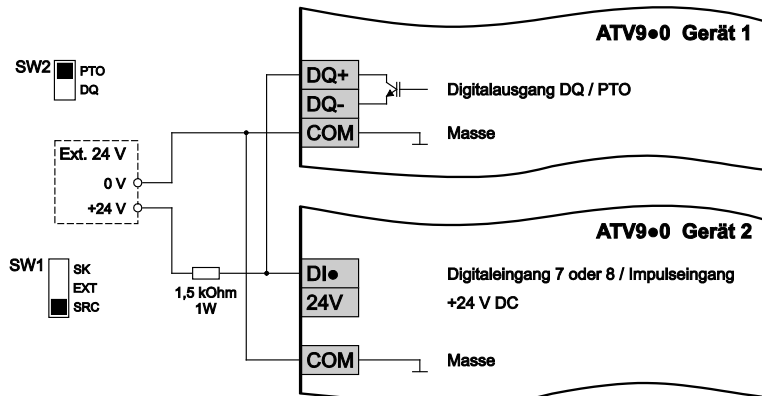 ATV9●0 Gerät 1
SW2
PTO
DQ
DQ+
DQ-
Digitalausgang DQ / PTO
COM
Masse
Ext. 24 V
0 V
+24 V
ATV9●0 Gerät 2
SW1
SK
EXT
SRC
1,5 kOhm
1W
DI●
Digitaleingang 7 oder 8 / Impulseingang
24V
+24 V DC
COM
Masse